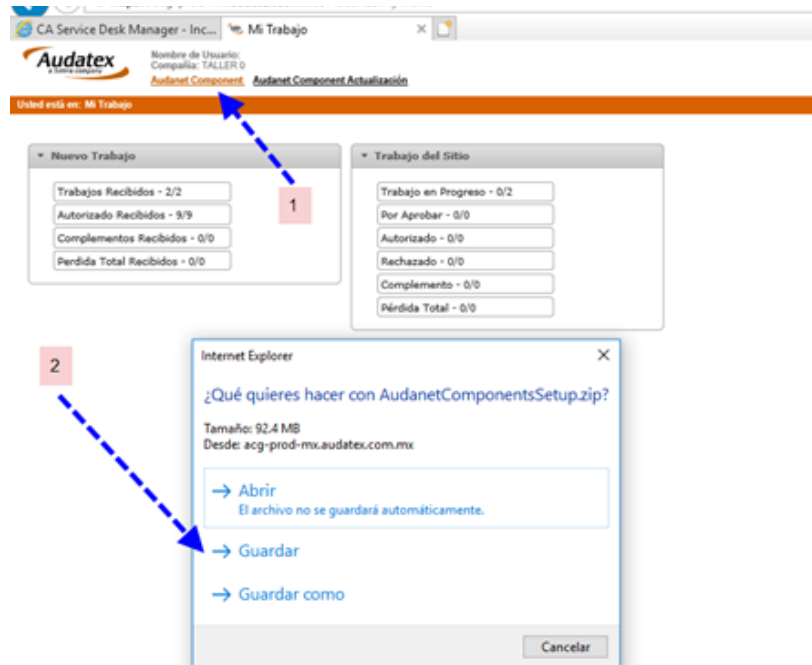 CA Service Desk Manager - Inc...
Mi Trabajo
Audatex
a Solera company
Nombre de Usuario:
Compañía: TALLER 0
Audanet Component Audanet Component Actualización
Usted está en: Mi Trabajo
Nuevo Trabajo
Trabajos Recibidos - 2/2
Autorizado Recibidos - 9/9
Complementos Recibidos - 0/0
Perdida Total Recibidos - 0/0
1
Trabajo del Sitio
Trabajo en Progreso - 0/2
Por Aprobar - 0/0
Autorizado - 0/0
Rechazado - 0/0
Complemento - 0/0
Pérdida Total - 0/0
2
Internet Explorer
¿Qué quieres hacer con AudanetComponentsSetup.zip?
Tamaño: 92.4 MB
Desde: acg-prod-mx.audatex.com.mx
Abrir
El archivo no se guardará automáticamente.
Guardar
Guardar como
Cancelar